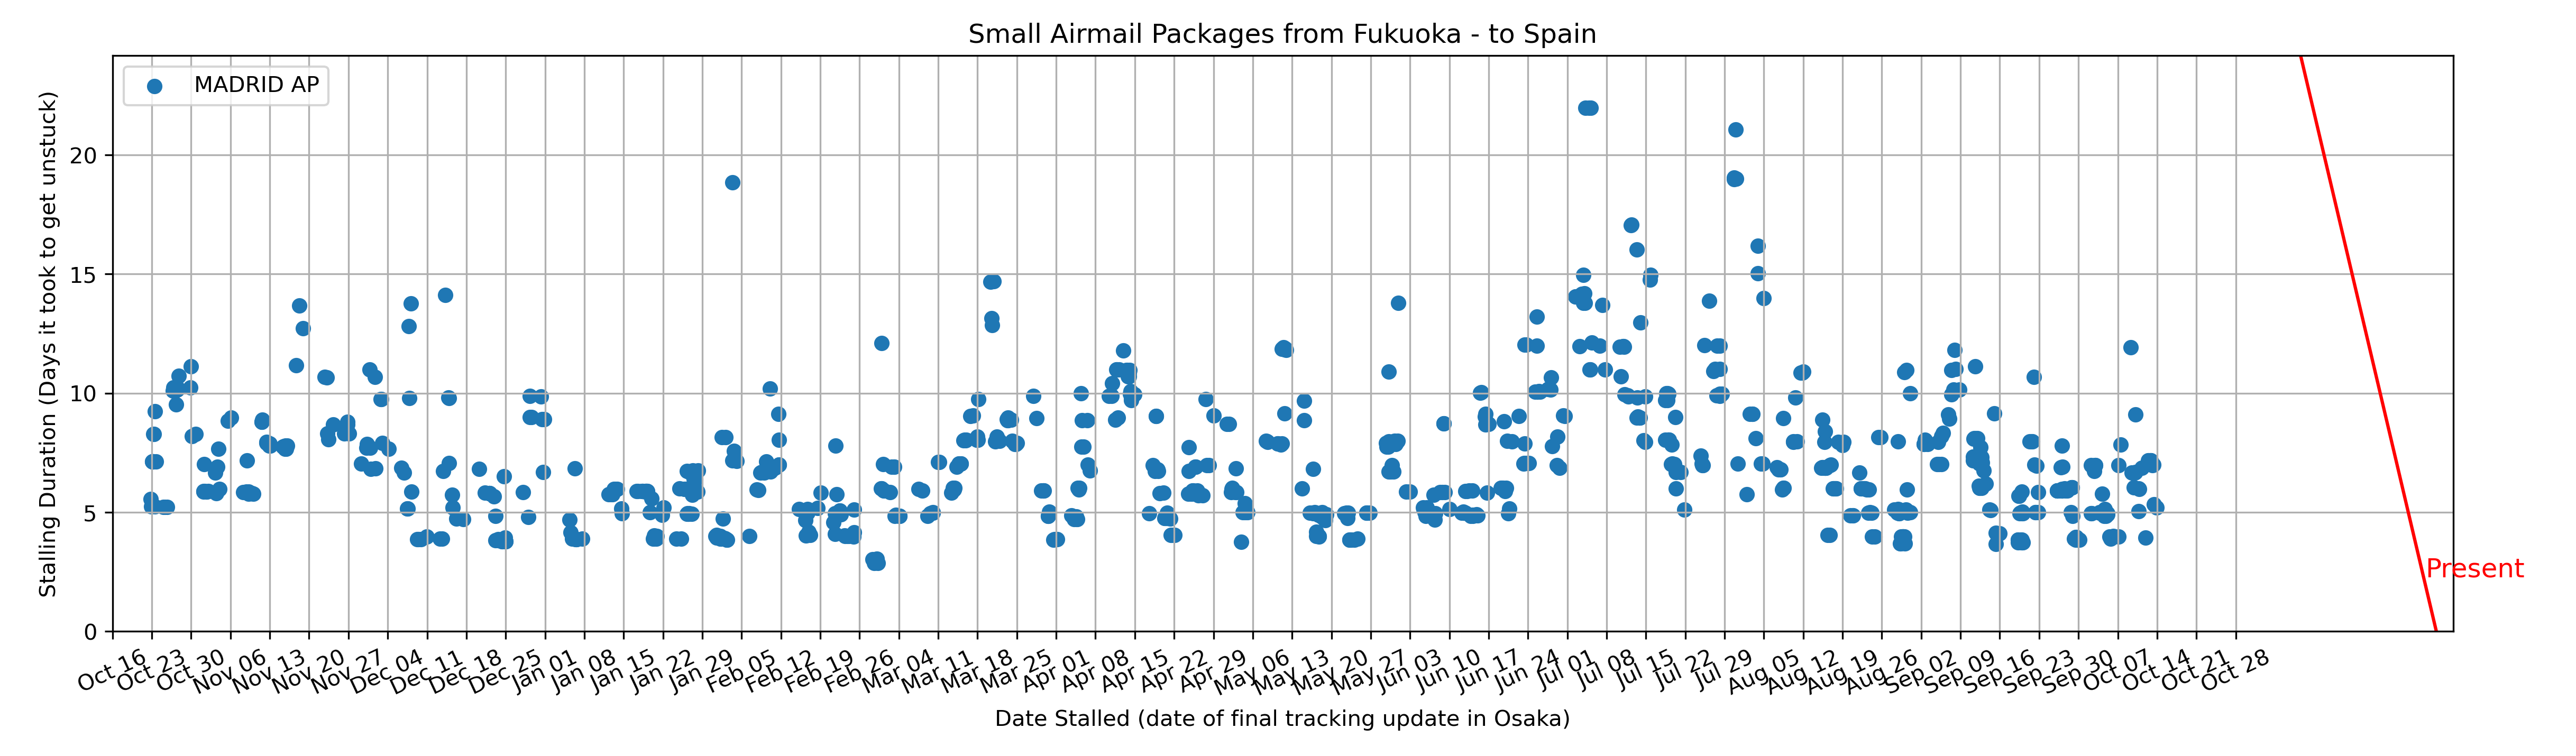 Small Airmail Packages from Fukuoka - to Spain
MADRID AP
Stalling Duration (Days it took to get unstuck)
20
15
10
5
0
Present
Oct 16
Oct 23
Oct 30
Nov 06
Nov 13
Nov 20
Nov 27
Dec 04
Dec 11
Dec 18
Dec 25
Jan 01
Jan 08
Jan 15
Jan 22
Jan 29
Feb 05
Feb 12
Feb 19
Feb 26
Mar 04
Mar 11
Mar 18
Mar 25
Apr 01
Apr 08
Apr 15
Apr 22
Apr 29
May 06
May 13
May 20
May 27
Jun 03
Jun 10
Jun 17
Jun 24
Jul 01
Jul 08
Jul 15
Jul 22
Jul 29
Aug 05
Aug 12
Aug 19
Aug 26
Sep 02
Sep 09
Sep 16
Sep 23
Sep 30
Oct 07
Oct 14
Oct 21
Oct 28
Date Stalled (date of final tracking update in Osaka)